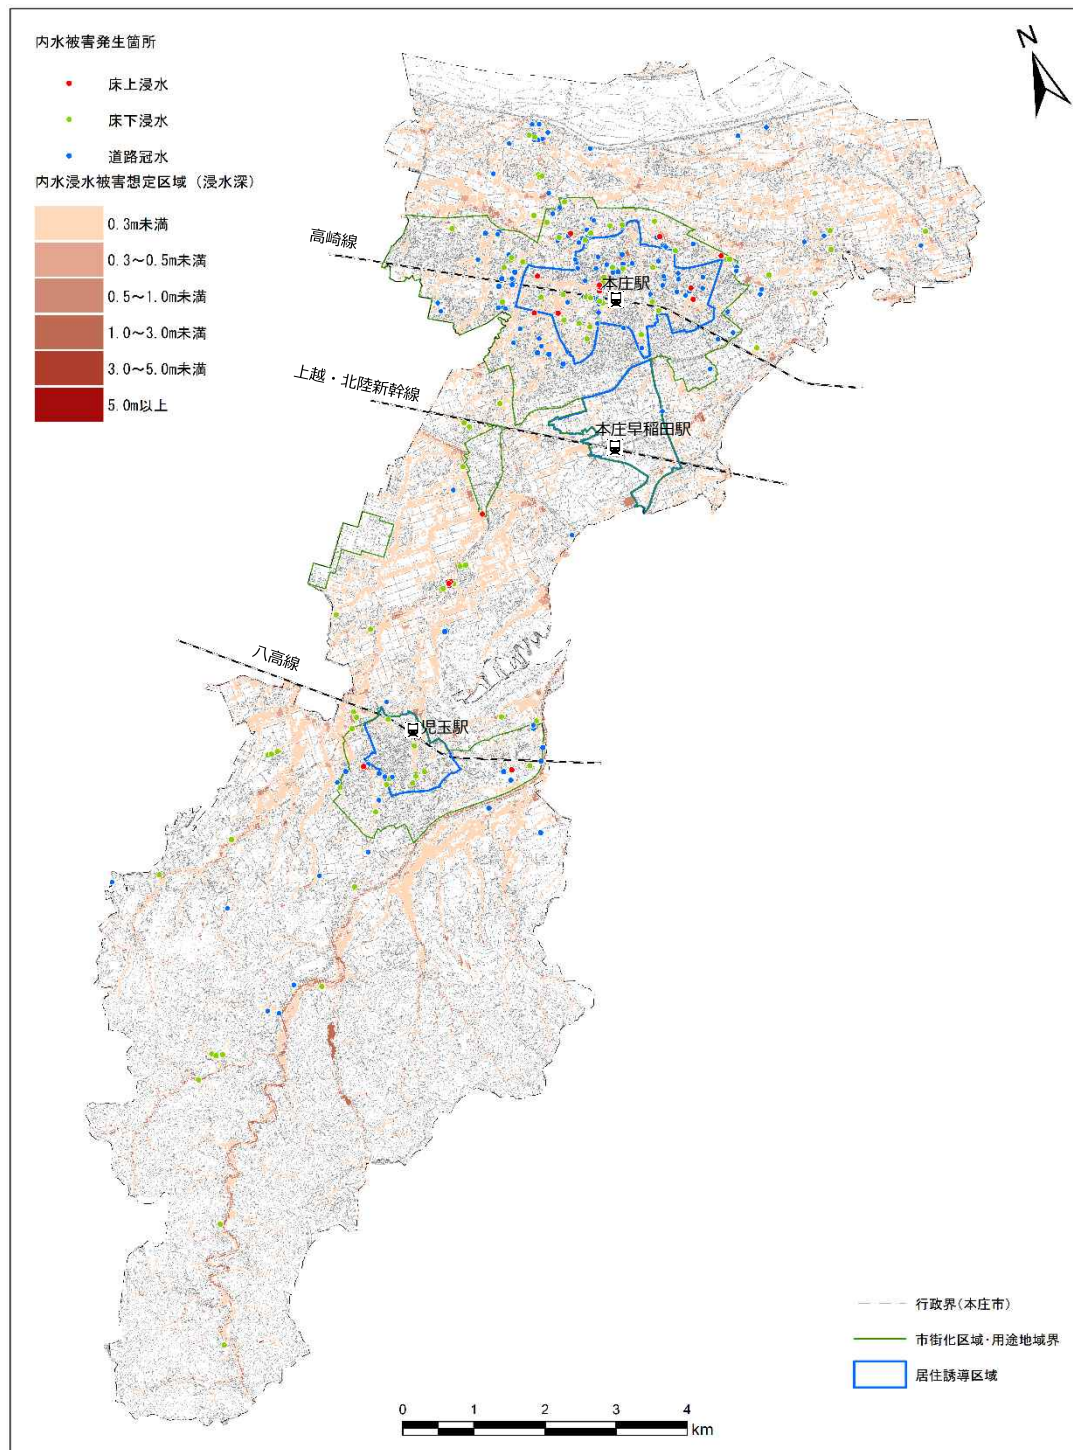 内水被害発生箇所
床上浸水
床下浸水
道路冠水
内水浸水被害想定区域（浸水深）
0.3m未満
0.3～0.5m未満
0.5～1.0m未満
1.0～3.0m未満
3.0～5.0m未満
5.0m以上
N
高崎線
本庄駅
上越・北陸新幹線
本庄早稲田駅
八高線
児玉駅
行政界（本庄市）
市街化区域・用途地域界
居住誘導区域
0 1 2 3 4
km